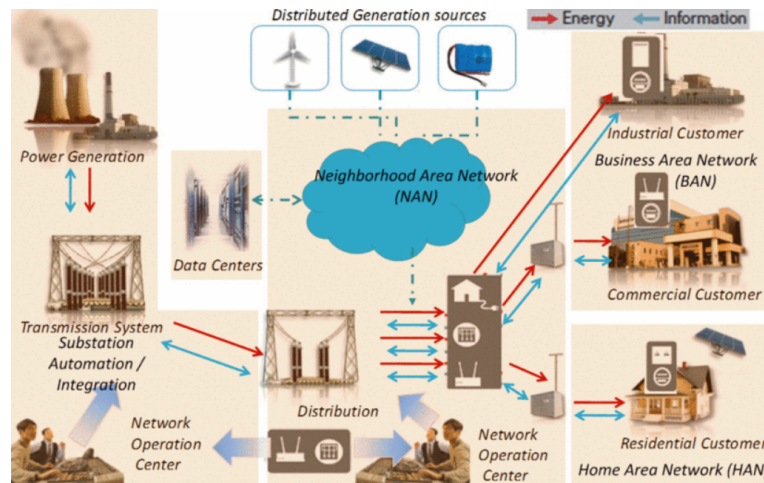 Distributed Generation sources
Energy
Information
Power Generation
Neighborhood Area Network
(NAN)
Data Centers
Industrial Customer
Business Area Network
(BAN)
Commercial Customer
Transmission System
Substation
Automation /
Integration
Distribution
Network
Operation
Center
Network
Operation
Center
Residential Customer
Home Area Network (HAN